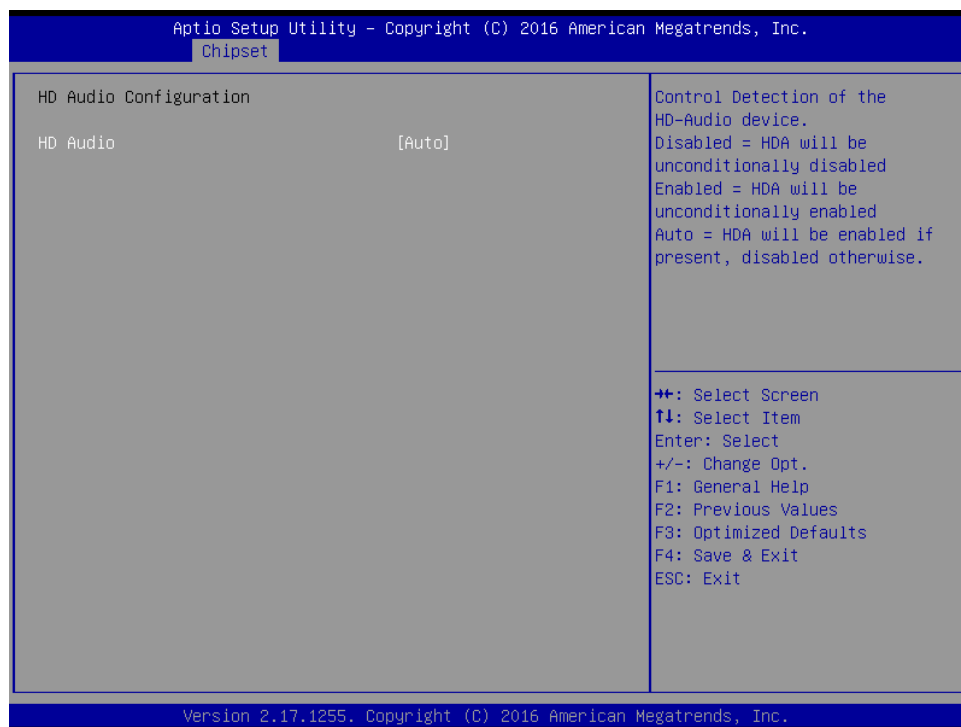 Aptio Setup Utility – Copyright (C) 2016 American Megatrends, Inc.
Chipset
HD Audio Configuration
HD Audio [Auto]
Control Detection of the
HD-Audio device.
Disabled = HDA will be
unconditionally disabled
Enabled = HDA will be
unconditionally enabled
Auto = HDA will be enabled if
present, disabled otherwise.
→←: Select Screen
↑↓: Select Item
Enter: Select
+/-: Change Opt.
F1: General Help
F2: Previous Values
F3: Optimized Defaults
F4: Save & Exit
ESC: Exit
Version 2.17.1255. Copyright (C) 2016 American Megatrends, Inc.